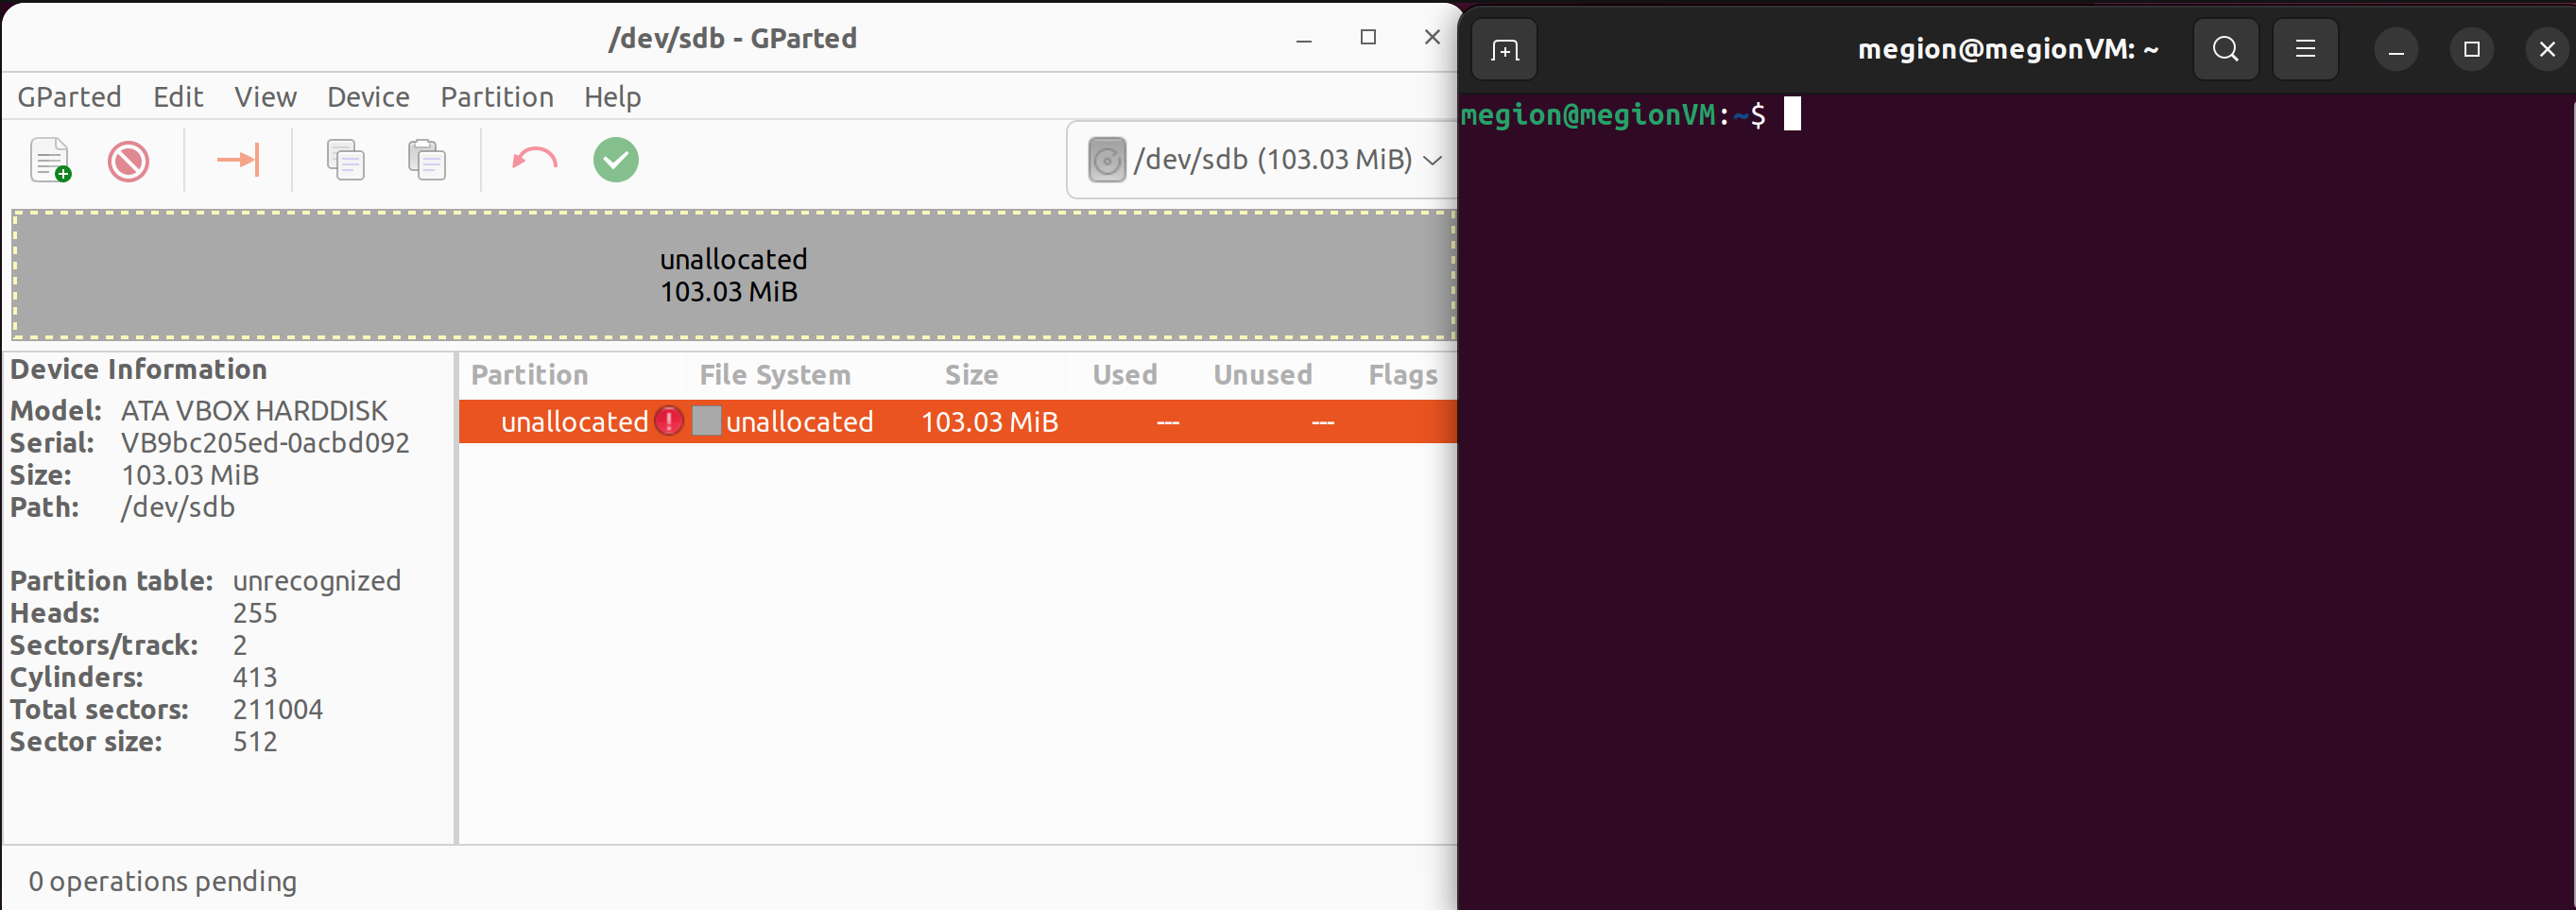 /dev/sdb - GParted
GParted Edit View Device Partition Help
/dev/sdb (103.03 MiB)
unallocated
103.03 MiB
Device Information
Model: ATA VBOX HARDDISK
Serial: VB9bc205ed-0acbd092
Size: 103.03 MiB
Path: /dev/sdb
Partition table: unrecognized
Heads: 255
Sectors/track: 2
Cylinders: 413
Total sectors: 211004
Sector size: 512
Partition File System Size Used Unused Flags
unallocated unallocated 103.03 MiB --- ---
0 operations pending
megion@megionVM: ~
megion@megionVM:~$